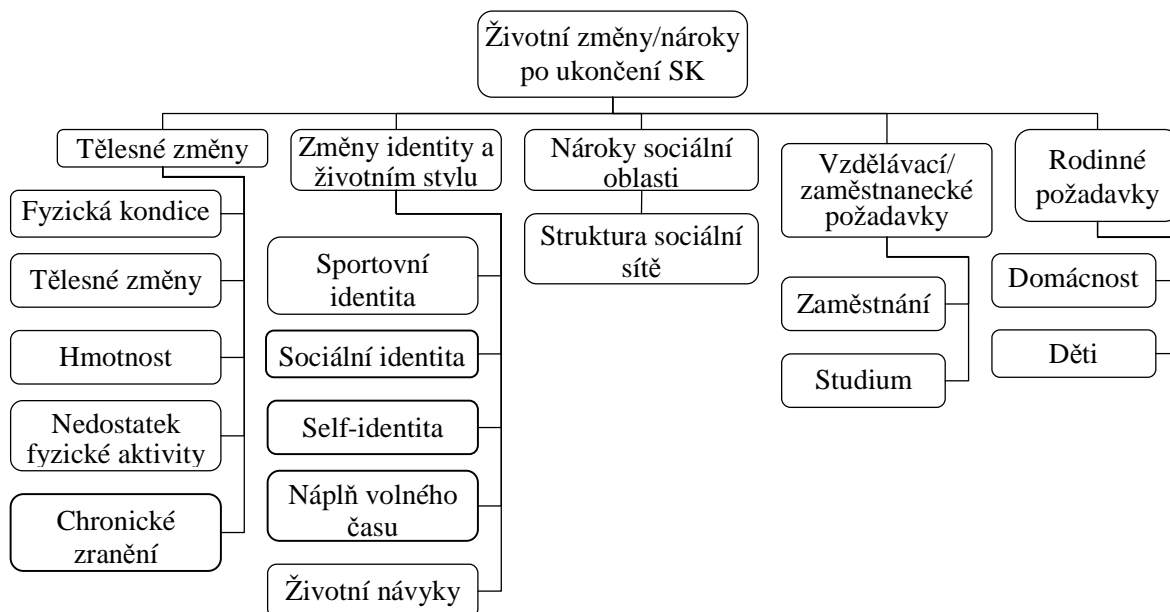 Životní změny/nároky
po ukončení SK
Tělesné změny
Fyzická kondice
Tělesné změny
Hmotnost
Nedostatek
fyzické aktivity
Chronické
zranění
Změny identity a
životním stvlu
Sportovní
identita
Sociální identita
Self-identita
Náplň volného
času
Životní návyky
Nároky sociální
oblasti
Struktura sociální
sítě
Vzdělávací/
zaměstnanecké
požadavky
Zaměstnání
Studium
Rodinné
požadavky
Domácnost
Děti